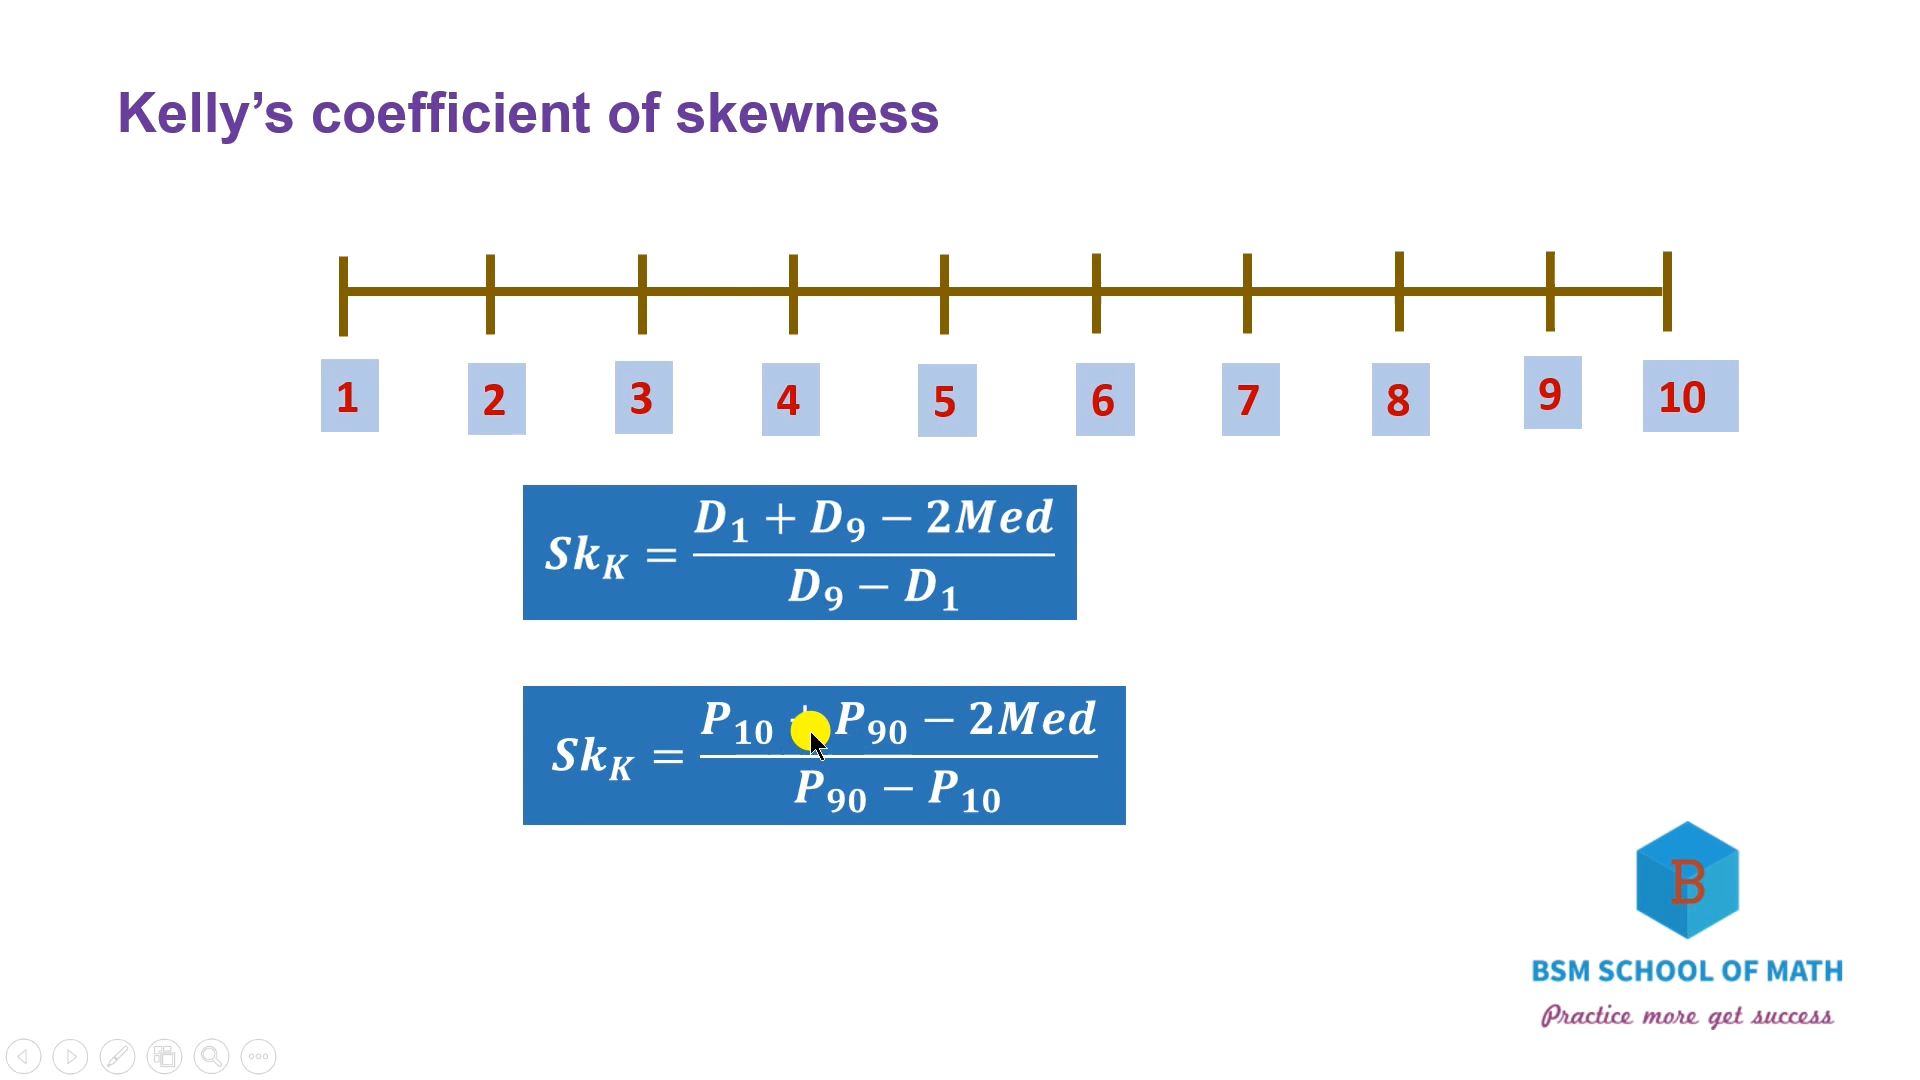 Kelly’s coefficient of skewness
1 2 3 4 5 6 7 8 9 10
Sk_K = (D_1 + D_9 − 2Med) / (D_9 − D_1)
Sk_K = (P_10 + P_90 − 2Med) / (P_90 − P_10)
B
BSM SCHOOL OF MATH
Practice more get success